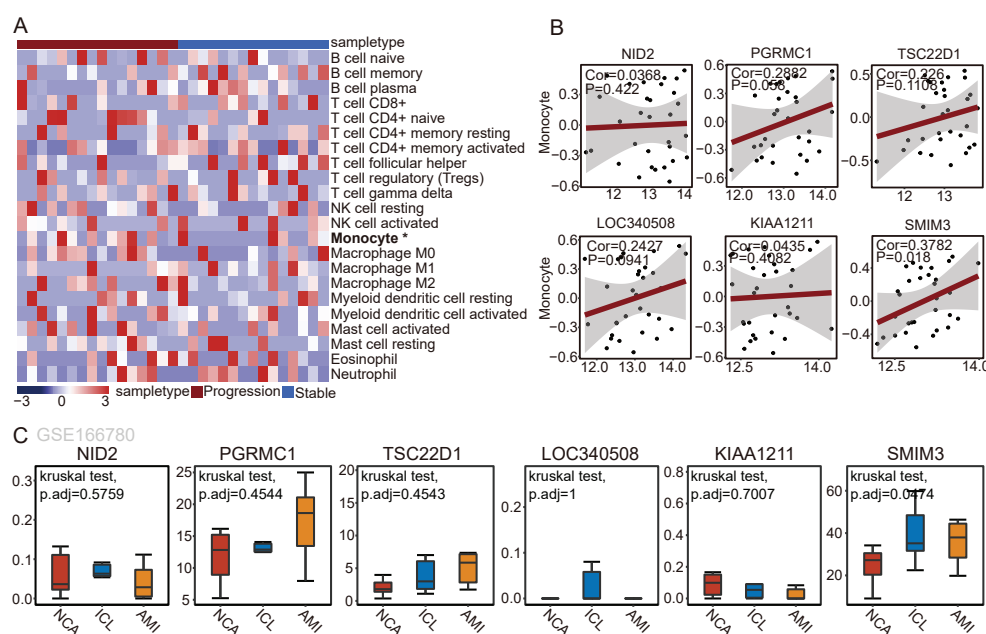 A
sampletype
B cell naive
B cell memory
B cell plasma
T cell CD8+
T cell CD4+ naive
T cell CD4+ memory resting
T cell CD4+ memory activated
T cell follicular helper
T cell regulatory (Tregs)
T cell gamma delta
NK cell resting
NK cell activated
Monocyte *
Macrophage M0
Macrophage M1
Macrophage M2
Myeloid dendritic cell resting
Myeloid dendritic cell activated
Mast cell activated
Mast cell resting
Eosinophil
Neutrophil
−3 0 3 sampletype Progression Stable
B
NID2 PGRMC1 TSC22D1
Monocyte
Cor=0.0368
P=0.422
0.6
0.3
0.0
−0.3
−0.6
12 13 14
Cor=0.2882
P=0.058
0.6
0.3
0.0
−0.3
−0.6
12.0 13.0 14.0
Cor=0.226
P=0.1108
0.5
0.0
−0.5
12 13
LOC340508 KIAA1211 SMIM3
Monocyte
Cor=0.2427
P=0.0941
0.6
0.3
0.0
−0.3
−0.6
12.0 13.0 14.0
Cor=0.0435
P=0.4082
0.6
0.3
0.0
−0.3
−0.6
12.5 14.0
Cor=0.3782
P=0.018
0.8
0.4
0.0
−0.4
12.5 14.0
C GSE166780
NID2 PGRMC1 TSC22D1 LOC340508 KIAA1211 SMIM3
kruskal test,
p.adj=0.5759
0.3
0.2
0.1
0.0
NCA ICL AMI
kruskal test,
p.adj=0.4544
25
20
15
10
5
NCA ICL AMI
kruskal test,
p.adj=0.4543
20
15
10
5
0
NCA ICL AMI
kruskal test,
p.adj=1
0.2
0.1
0.0
NCA ICL AMI
kruskal test,
p.adj=0.7007
0.8
0.6
0.4
0.2
0.0
NCA ICL AMI
kruskal test,
p.adj=0.0474
60
40
20
NCA ICL AMI